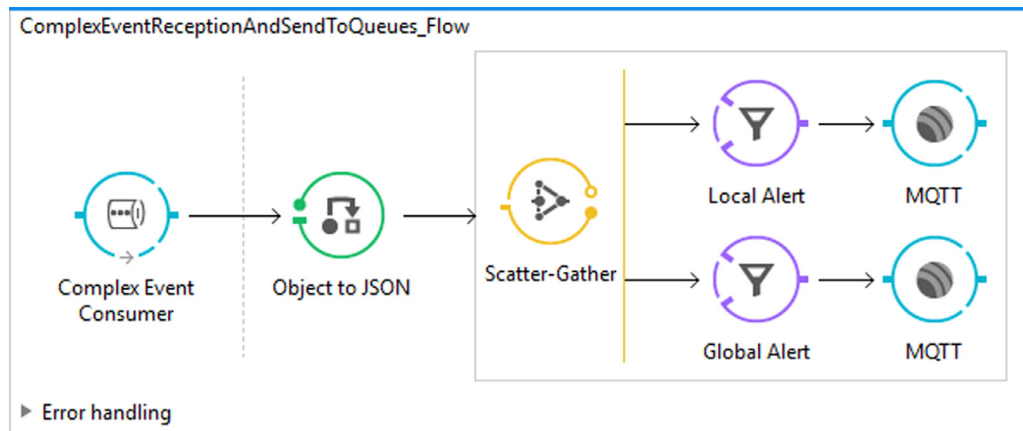 ComplexEventReceptionAndSendToQueues_Flow
Complex Event
Consumer
Object to JSON
Scatter-Gather
Local Alert
MQTT
Global Alert
MQTT
Error handling